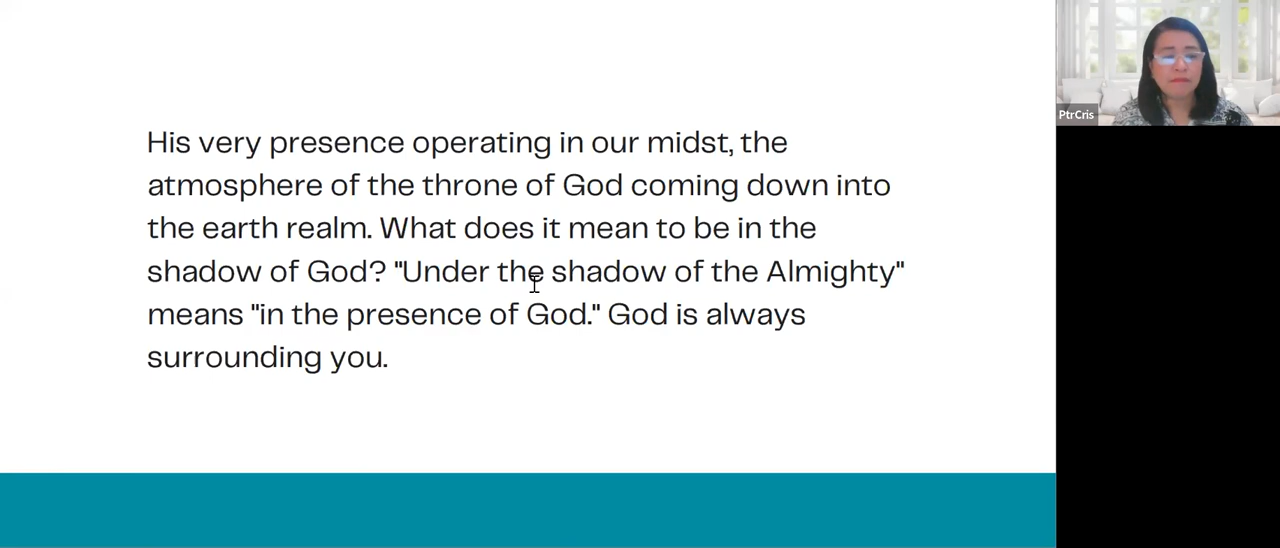 His very presence operating in our midst, the
atmosphere of the throne of God coming down into
the earth realm. What does it mean to be in the
shadow of God? "Under the shadow of the Almighty"
means "in the presence of God." God is always
surrounding you.
PtrCris